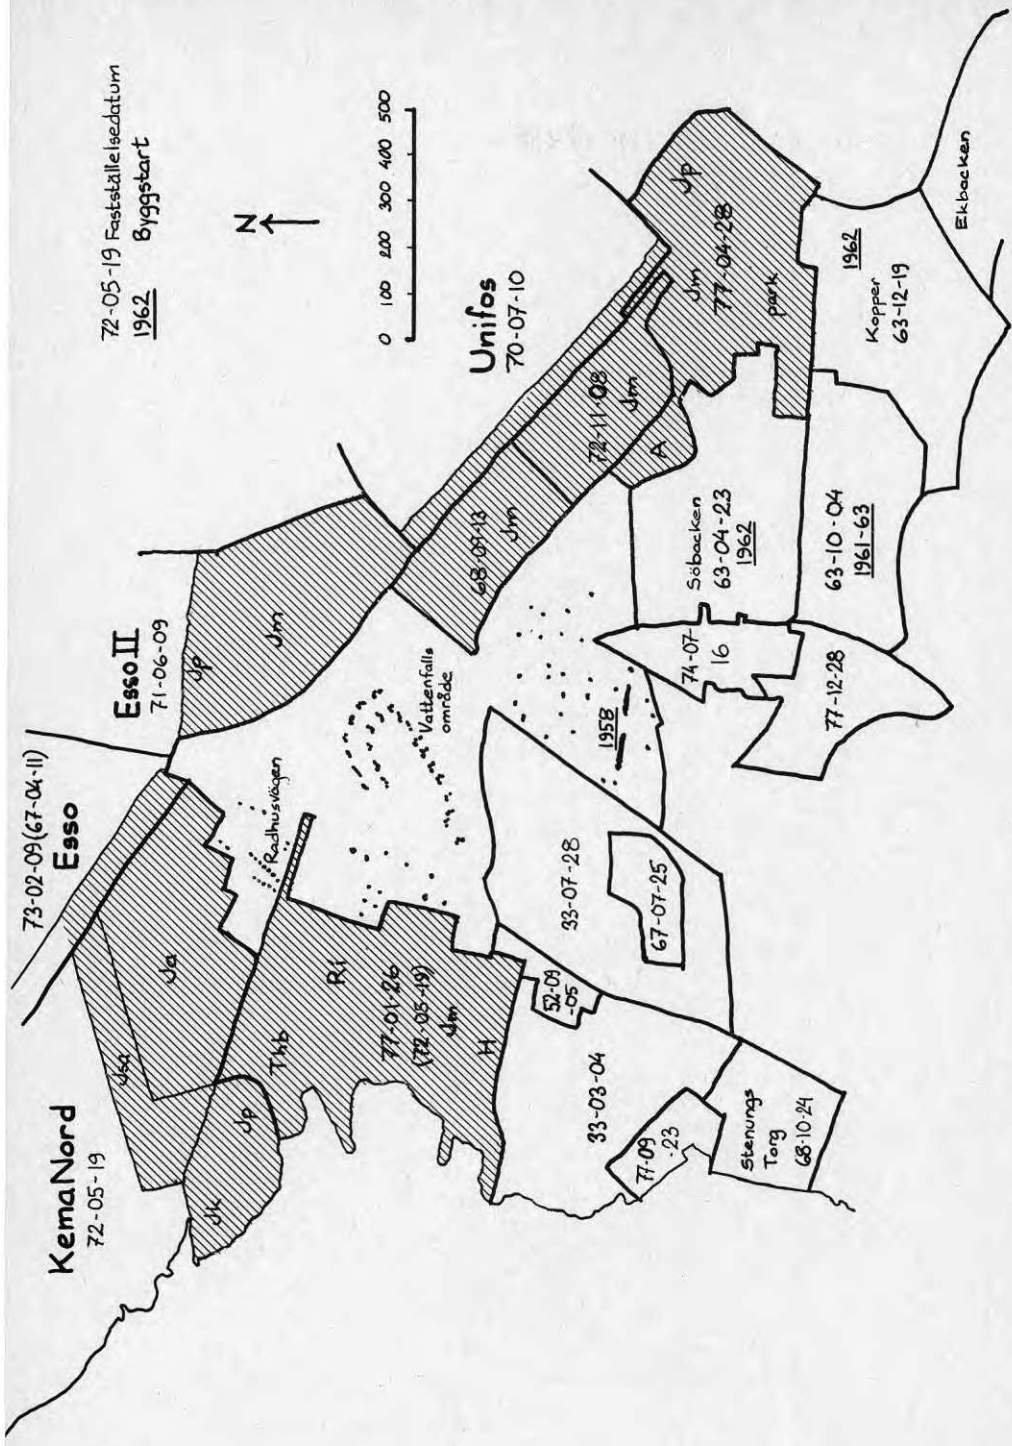 72-05-19 Fastställelsedatum
1962 Byggstart
N
0 100 200 300 400 500
KemaNord
72-05-19
73-02-09 (67-04-11)
Esso
Esso II
71-06-09
Unifos
70-07-10
Jsa
Ja
Jk
Jp
Thb
Ri
77-01-26
(72-05-19)
Jm
H
Radhusvägen
Vattenfalls
område
Jp
Jm
68-09-13
Jm
72-11-08
Jm
A
Jp
Jm
77-04-28
park
33-03-04
52-09
-05
33-07-28
67-07-25
1958
77-09
-23
Stenungs
Torg
68-10-24
74-07-
16
77-12-28
Söbacken
63-04-23
1962
63-10-04
1961-63
1962
Kopper
63-12-19
Ekbacken